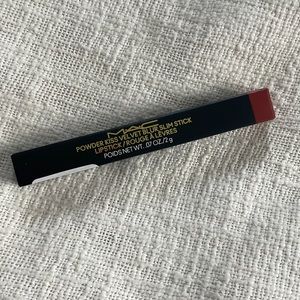 MAC
POWDER KISS VELVET BLUR SLIM STICK
LIPSTICK / ROUGE À LÈVRES
POIDS NET WT. .07 OZ./2 g